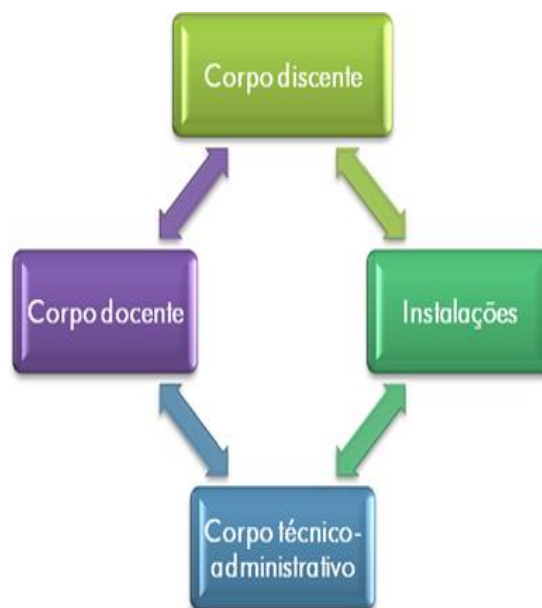 Corpo discente
Corpo docente
Instalações
Corpo técnico-
administrativo